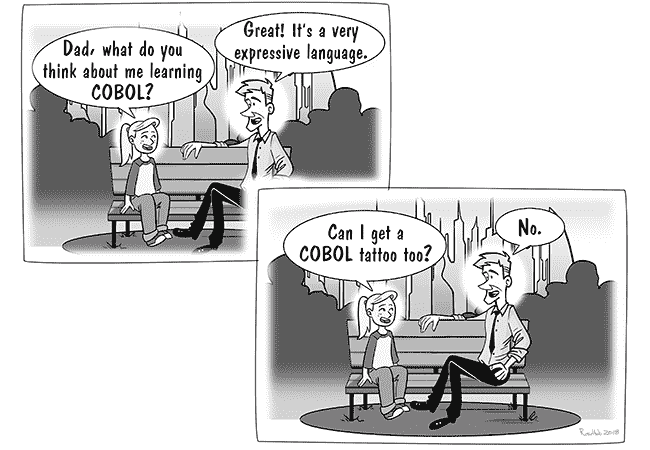 Dad, what do you
think about me learning
COBOL?
Great! It's a very
expressive language.
Can I get a
COBOL tattoo too?
No.